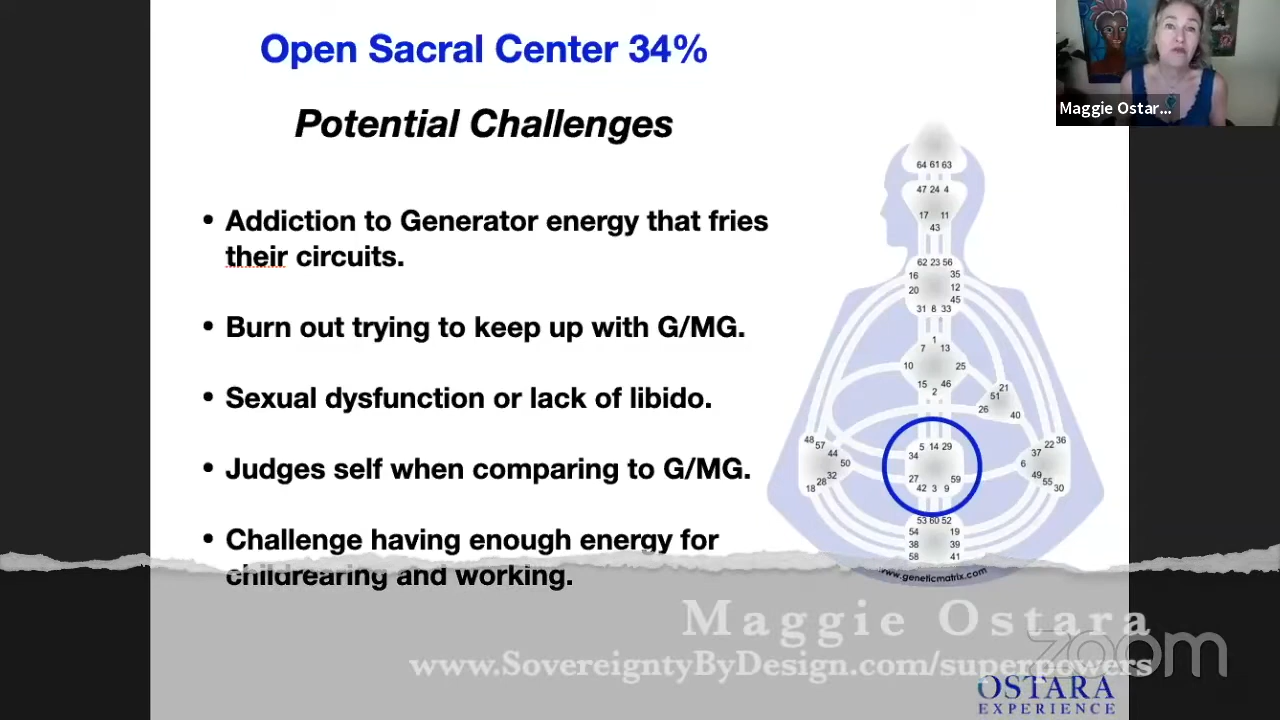 Open Sacral Center 34%
Potential Challenges
• Addiction to Generator energy that fries
their circuits.
• Burn out trying to keep up with G/MG.
• Sexual dysfunction or lack of libido.
• Judges self when comparing to G/MG.
• Challenge having enough energy for
childrearing and working.
Maggie Ostar...
64 61 63
47 24 4
17 11
43
62 23 56
16 35
20 12
45
31 8 33
1
7 13
10 25
15 46
2
21
51
26 40
48 57 44 50
18 28 32
5 14 29
34
27 59
42 3 9
22 36
37
6
49
55
30
53 60 52
54 19
38 39
58 41
www.geneticmatrix.com
Maggie Ostara
zoom
www.SovereigntyByDesign.com/superpowers
OSTARA
EXPERIENCE